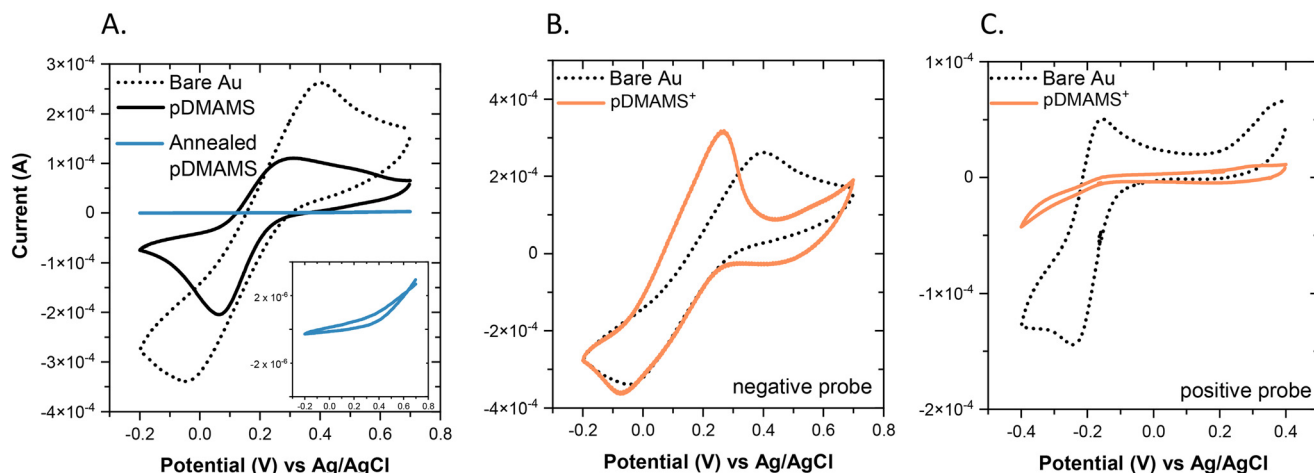 A.
B.
C.
Current (A)
3×10⁻⁴
2×10⁻⁴
1×10⁻⁴
0
-1×10⁻⁴
-2×10⁻⁴
-3×10⁻⁴
-4×10⁻⁴
Bare Au
pDMAMS
Annealed
pDMAMS
2 x 10⁻⁶
-2 x 10⁻⁶
-0.2 0.0 0.2 0.4 0.6 0.8
-0.2 0.0 0.2 0.4 0.6 0.8
Potential (V) vs Ag/AgCl
4×10⁻⁴
2×10⁻⁴
0
-2×10⁻⁴
-4×10⁻⁴
Bare Au
pDMAMS⁺
negative probe
-0.2 0.0 0.2 0.4 0.6 0.8
Potential (V) vs Ag/AgCl
1×10⁻⁴
0
-1×10⁻⁴
-2×10⁻⁴
Bare Au
pDMAMS⁺
positive probe
-0.4 -0.2 0.0 0.2 0.4
Potential (V) vs Ag/AgCl